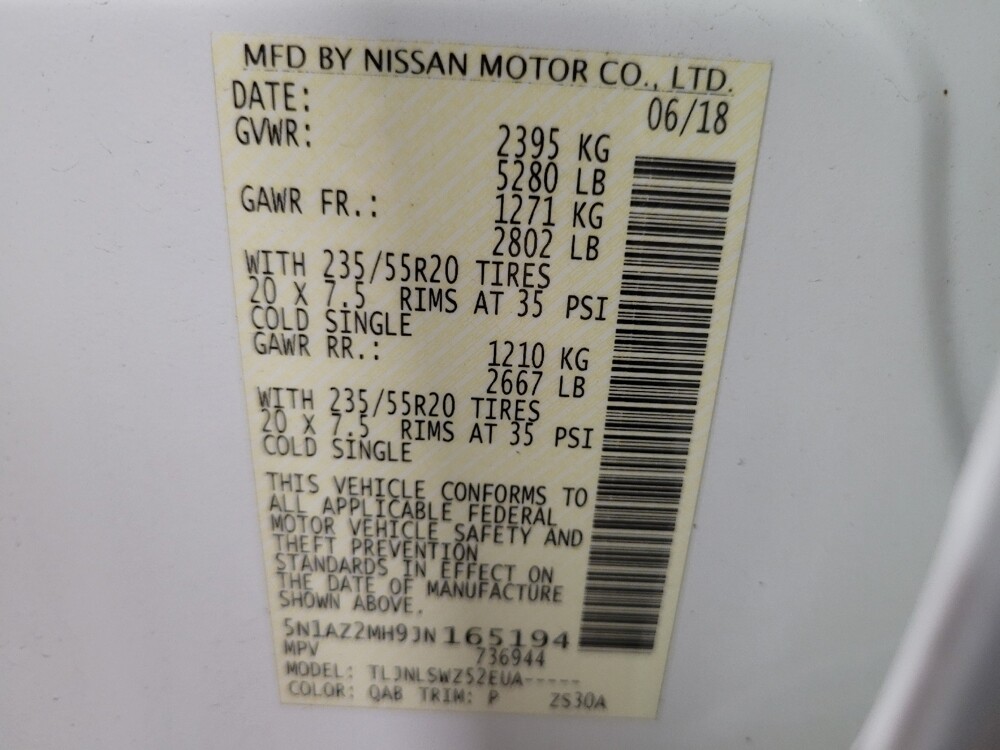 MFD BY NISSAN MOTOR CO., LTD.
DATE: 06/18
GVWR: 2395 KG
5280 LB
GAWR FR.: 1271 KG
2802 LB
WITH 235/55R20 TIRES
20 X 7.5 RIMS AT 35 PSI
COLD SINGLE
GAWR RR.: 1210 KG
2667 LB
WITH 235/55R20 TIRES
20 X 7.5 RIMS AT 35 PSI
COLD SINGLE
THIS VEHICLE CONFORMS TO
ALL APPLICABLE FEDERAL
MOTOR VEHICLE SAFETY AND
THEFT PREVENTION
STANDARDS IN EFFECT ON
THE DATE OF MANUFACTURE
SHOWN ABOVE.
5N1AZ2MH9JN165194
MPV 736944
MODEL: TLJNLSWZ52EUA-----
COLOR: QAB TRIM: P ZS30A